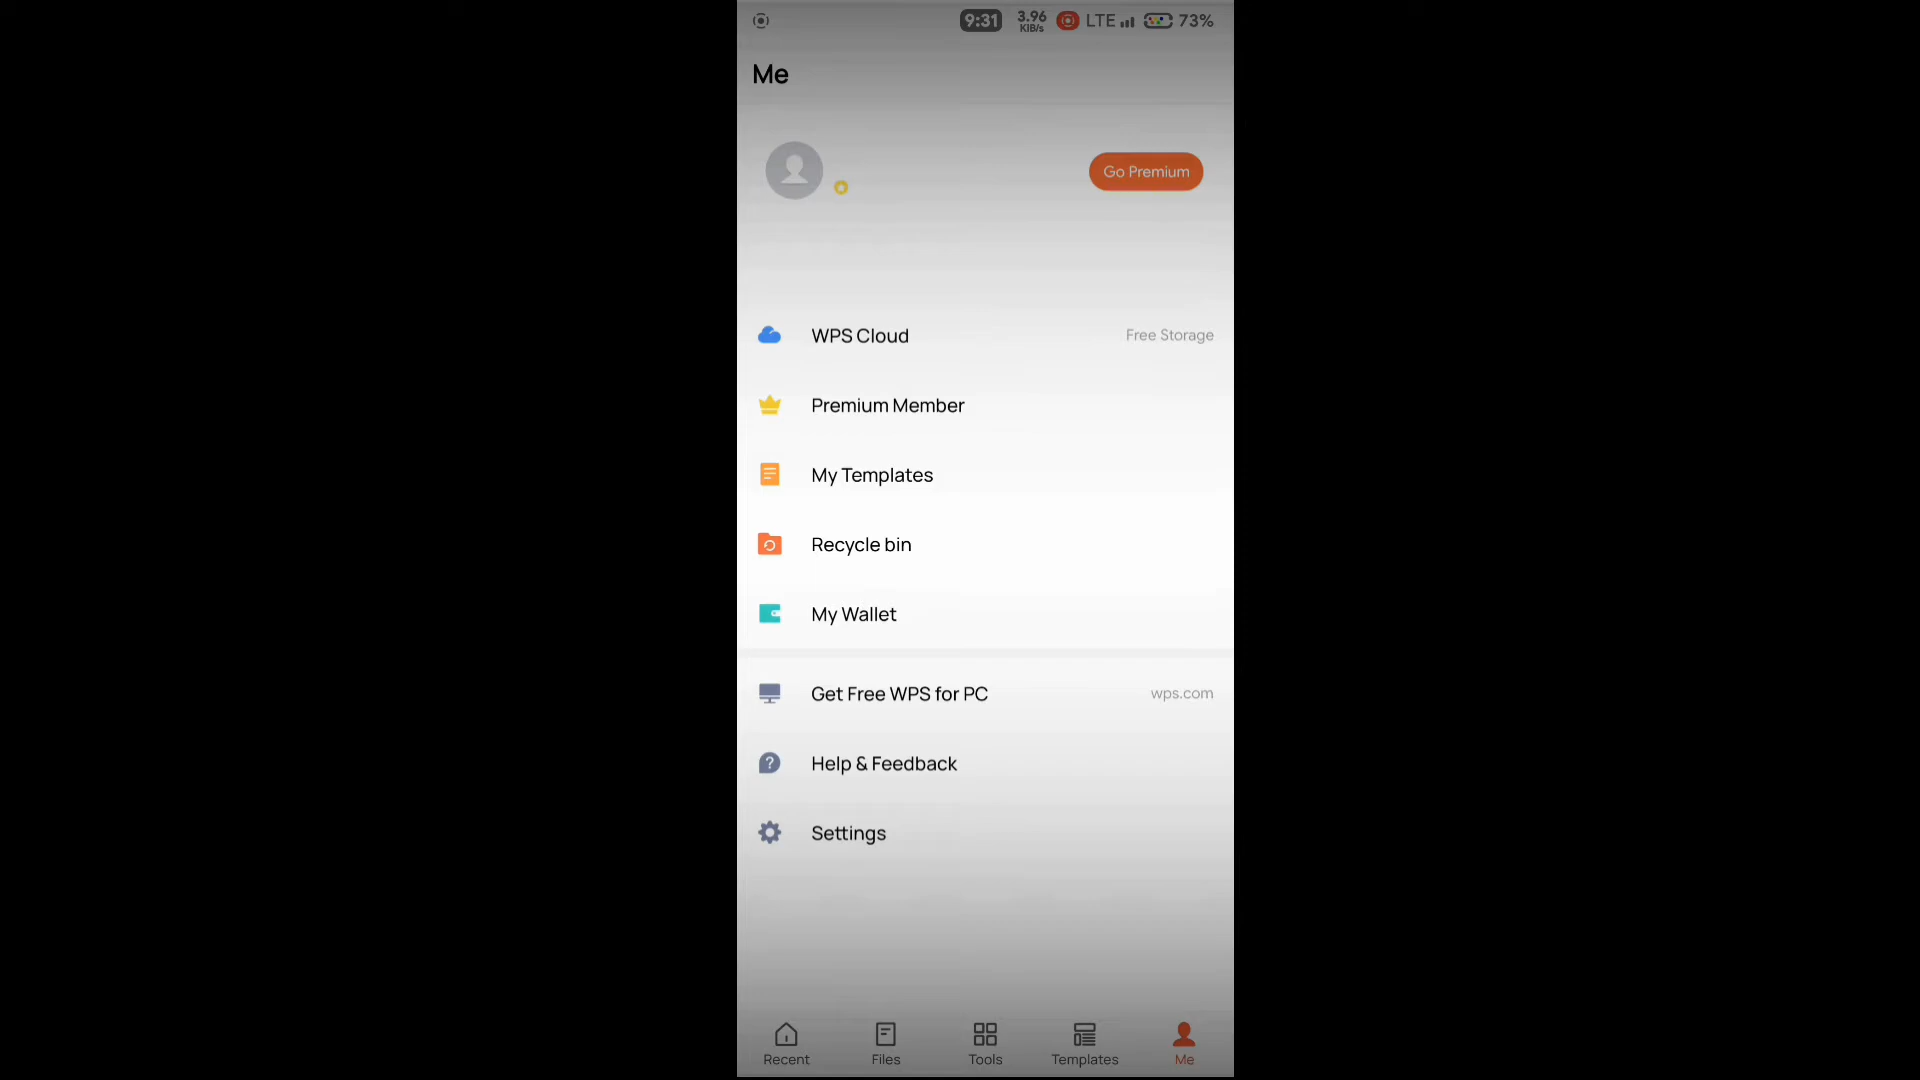 9:31 3.96 KiB/s LTE 73%
Me
Go Premium
WPS Cloud Free Storage
Premium Member
My Templates
Recycle bin
My Wallet
Get Free WPS for PC wps.com
Help & Feedback
Settings
Recent Files Tools Templates Me